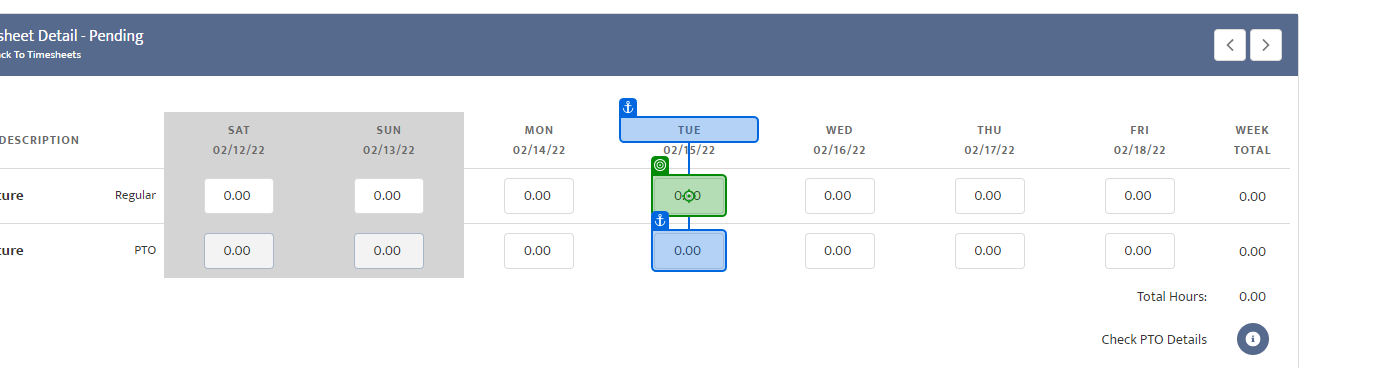 sheet Detail - Pending
ck To Timesheets
DESCRIPTION SAT 02/12/22 SUN 02/13/22 MON 02/14/22 TUE 02/15/22 WED 02/16/22 THU 02/17/22 FRI 02/18/22 WEEK TOTAL
ture Regular 0.00 0.00 0.00 0.00 0.00 0.00 0.00 0.00
ture PTO 0.00 0.00 0.00 0.00 0.00 0.00 0.00 0.00
Total Hours: 0.00
Check PTO Details